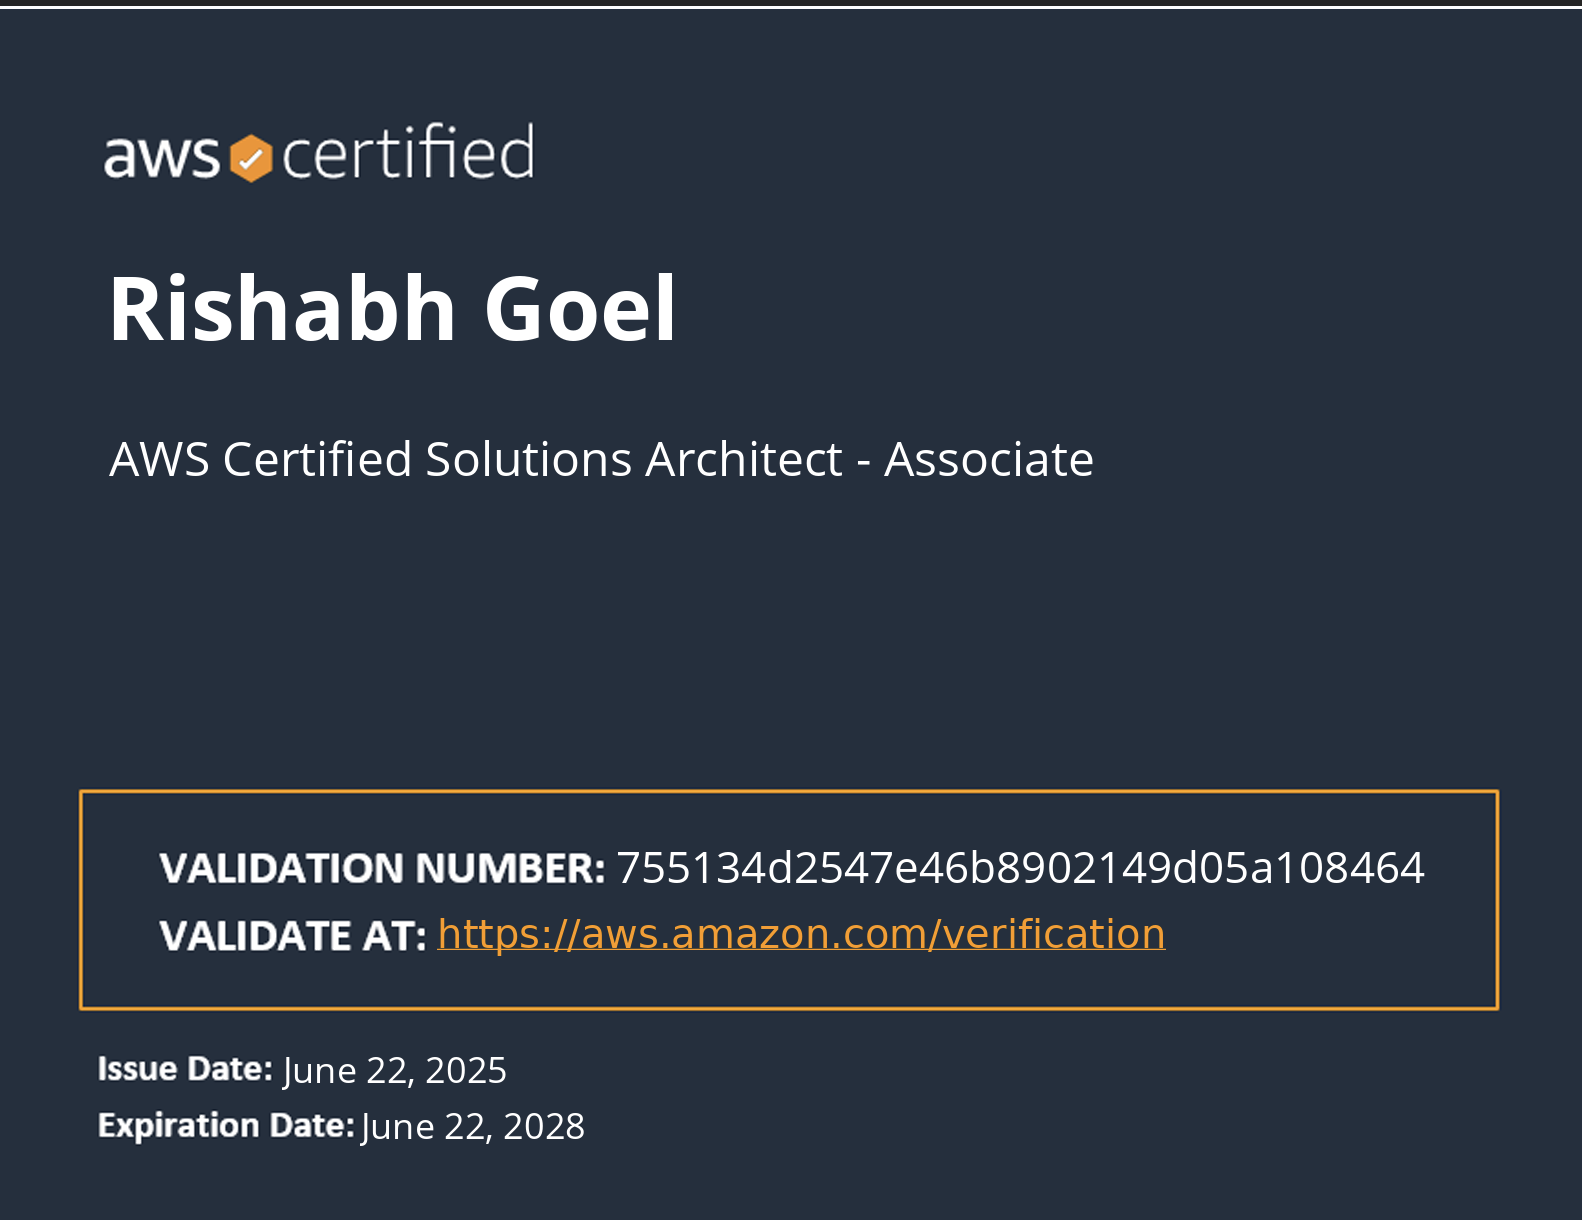 aws certified
Rishabh Goel
AWS Certified Solutions Architect - Associate
VALIDATION NUMBER: 755134d2547e46b8902149d05a108464
VALIDATE AT: https://aws.amazon.com/verification
Issue Date: June 22, 2025
Expiration Date: June 22, 2028